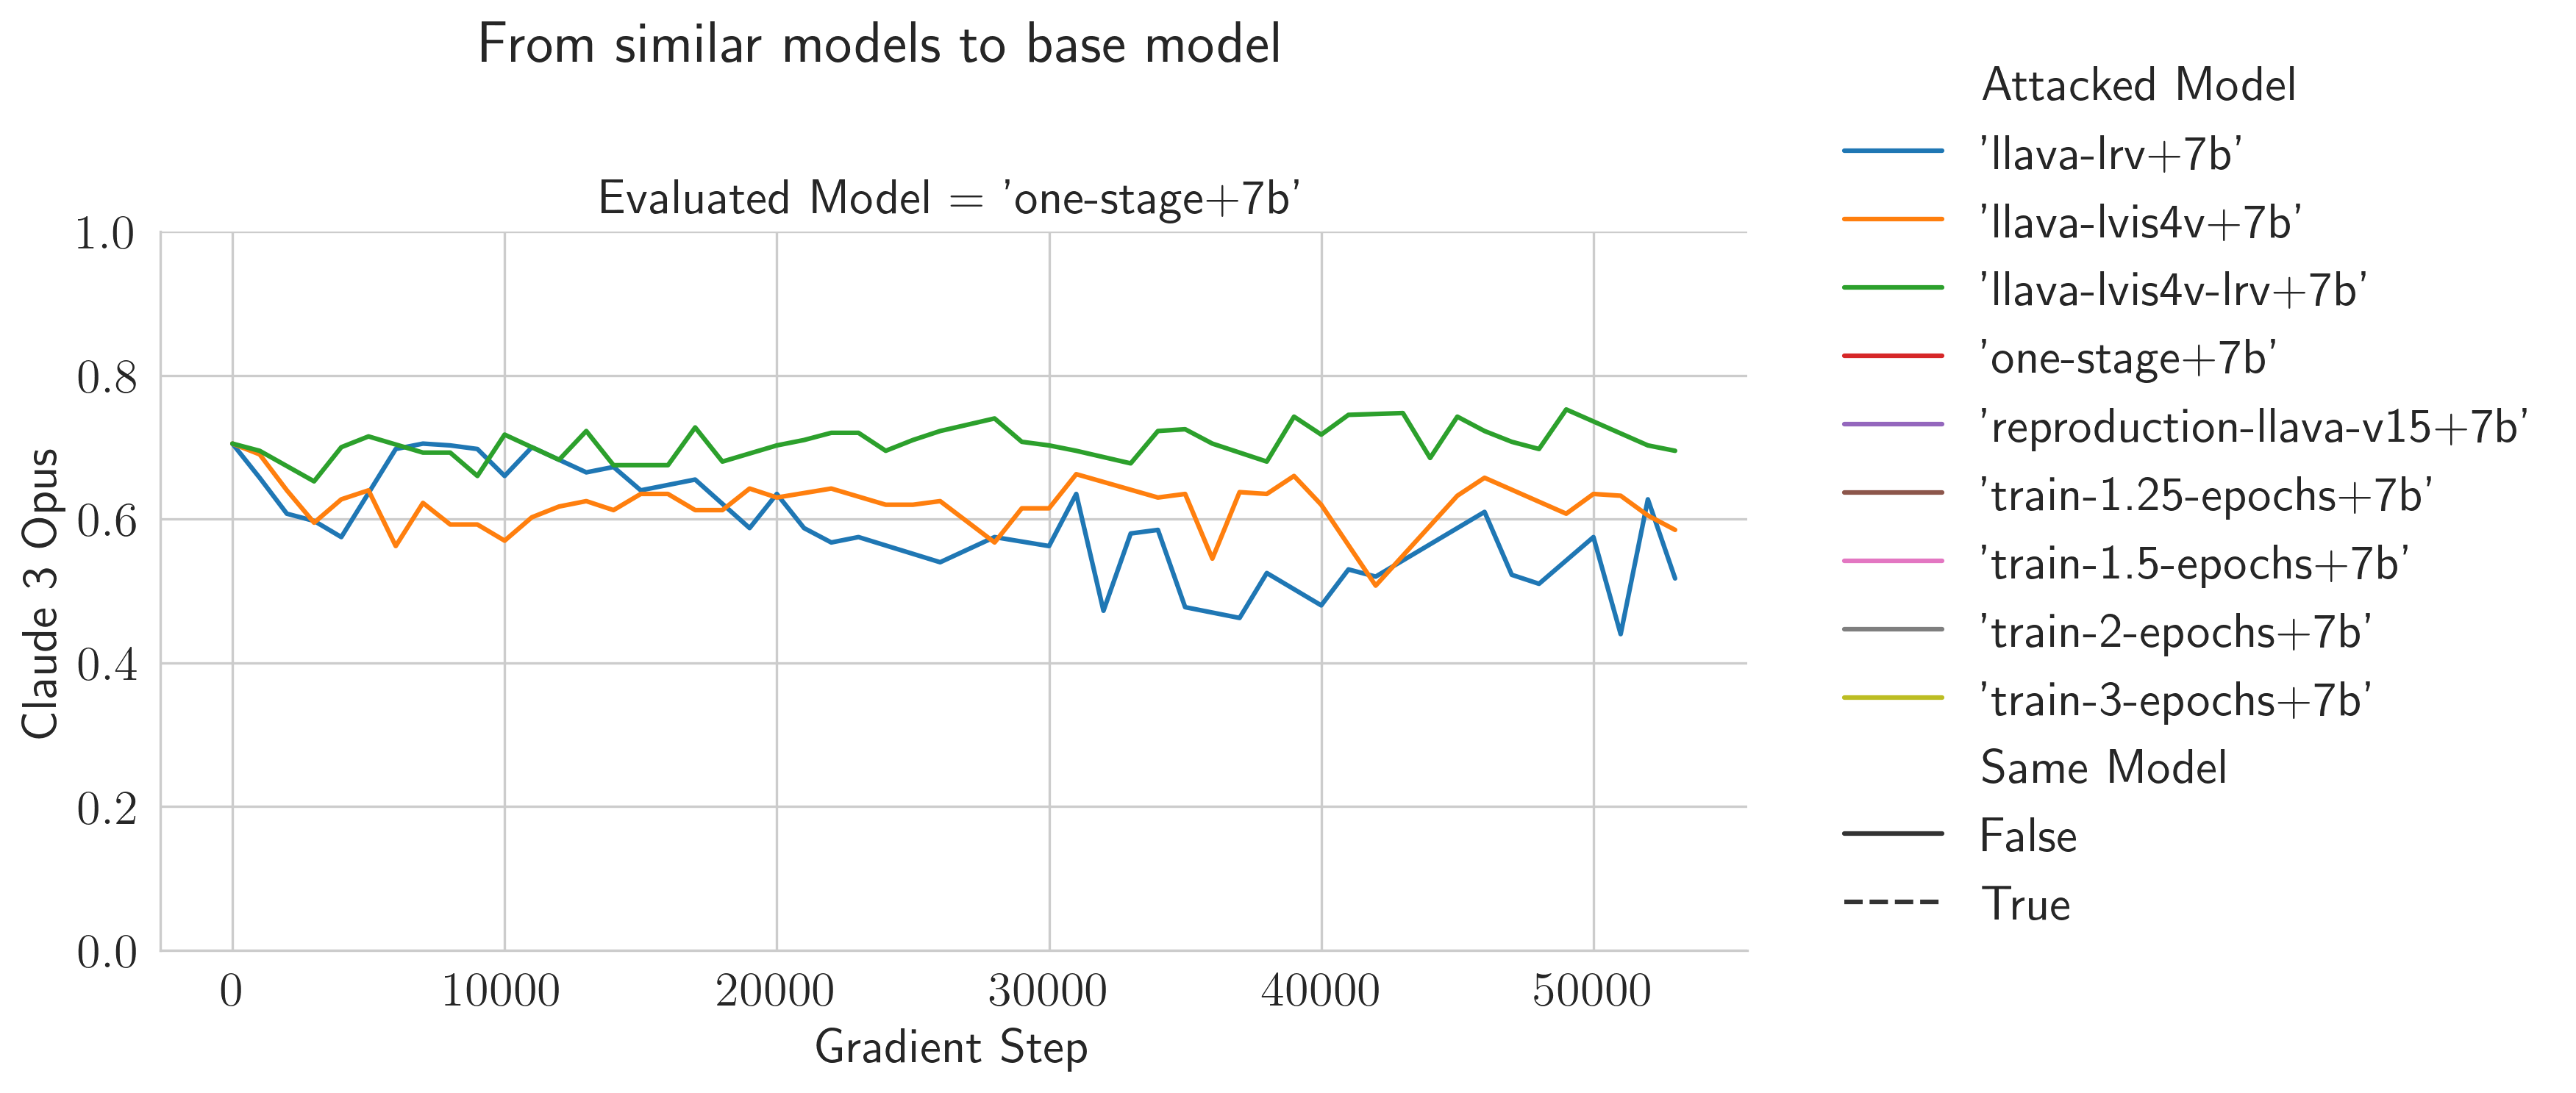 From similar models to base model
Evaluated Model = 'one-stage+7b'
1.0
0.8
0.6
0.4
0.2
0.0
Claude 3 Opus
0 10000 20000 30000 40000 50000
Gradient Step
Attacked Model
'llava-lrv+7b'
'llava-lvis4v+7b'
'llava-lvis4v-lrv+7b'
'one-stage+7b'
'reproduction-llava-v15+7b'
'train-1.25-epochs+7b'
'train-1.5-epochs+7b'
'train-2-epochs+7b'
'train-3-epochs+7b'
Same Model
False
True